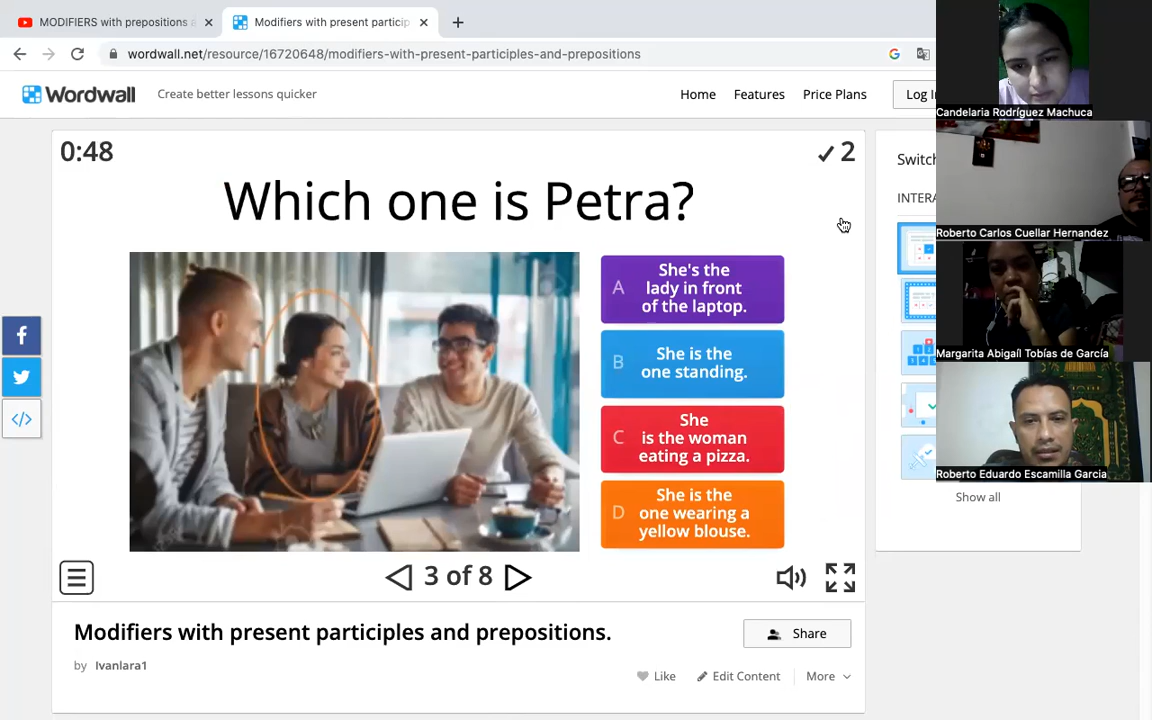 MODIFIERS with prepositions
Modifiers with present particip
wordwall.net/resource/16720648/modifiers-with-present-participles-and-prepositions
Wordwall
Create better lessons quicker
Home
Features
Price Plans
Log I
0:48
✓ 2
Which one is Petra?
A She's the
lady in front
of the laptop.
B She is the
one standing.
C She
is the woman
eating a pizza.
D She is the
one wearing a
yellow blouse.
3 of 8
Modifiers with present participles and prepositions.
by Ivanlara1
Share
Like
Edit Content
More
Switch
INTERA
Show all
Candelaria Rodríguez Machuca
Roberto Carlos Cuellar Hernandez
Margarita Abigaíl Tobías de García
Roberto Eduardo Escamilla Garcia